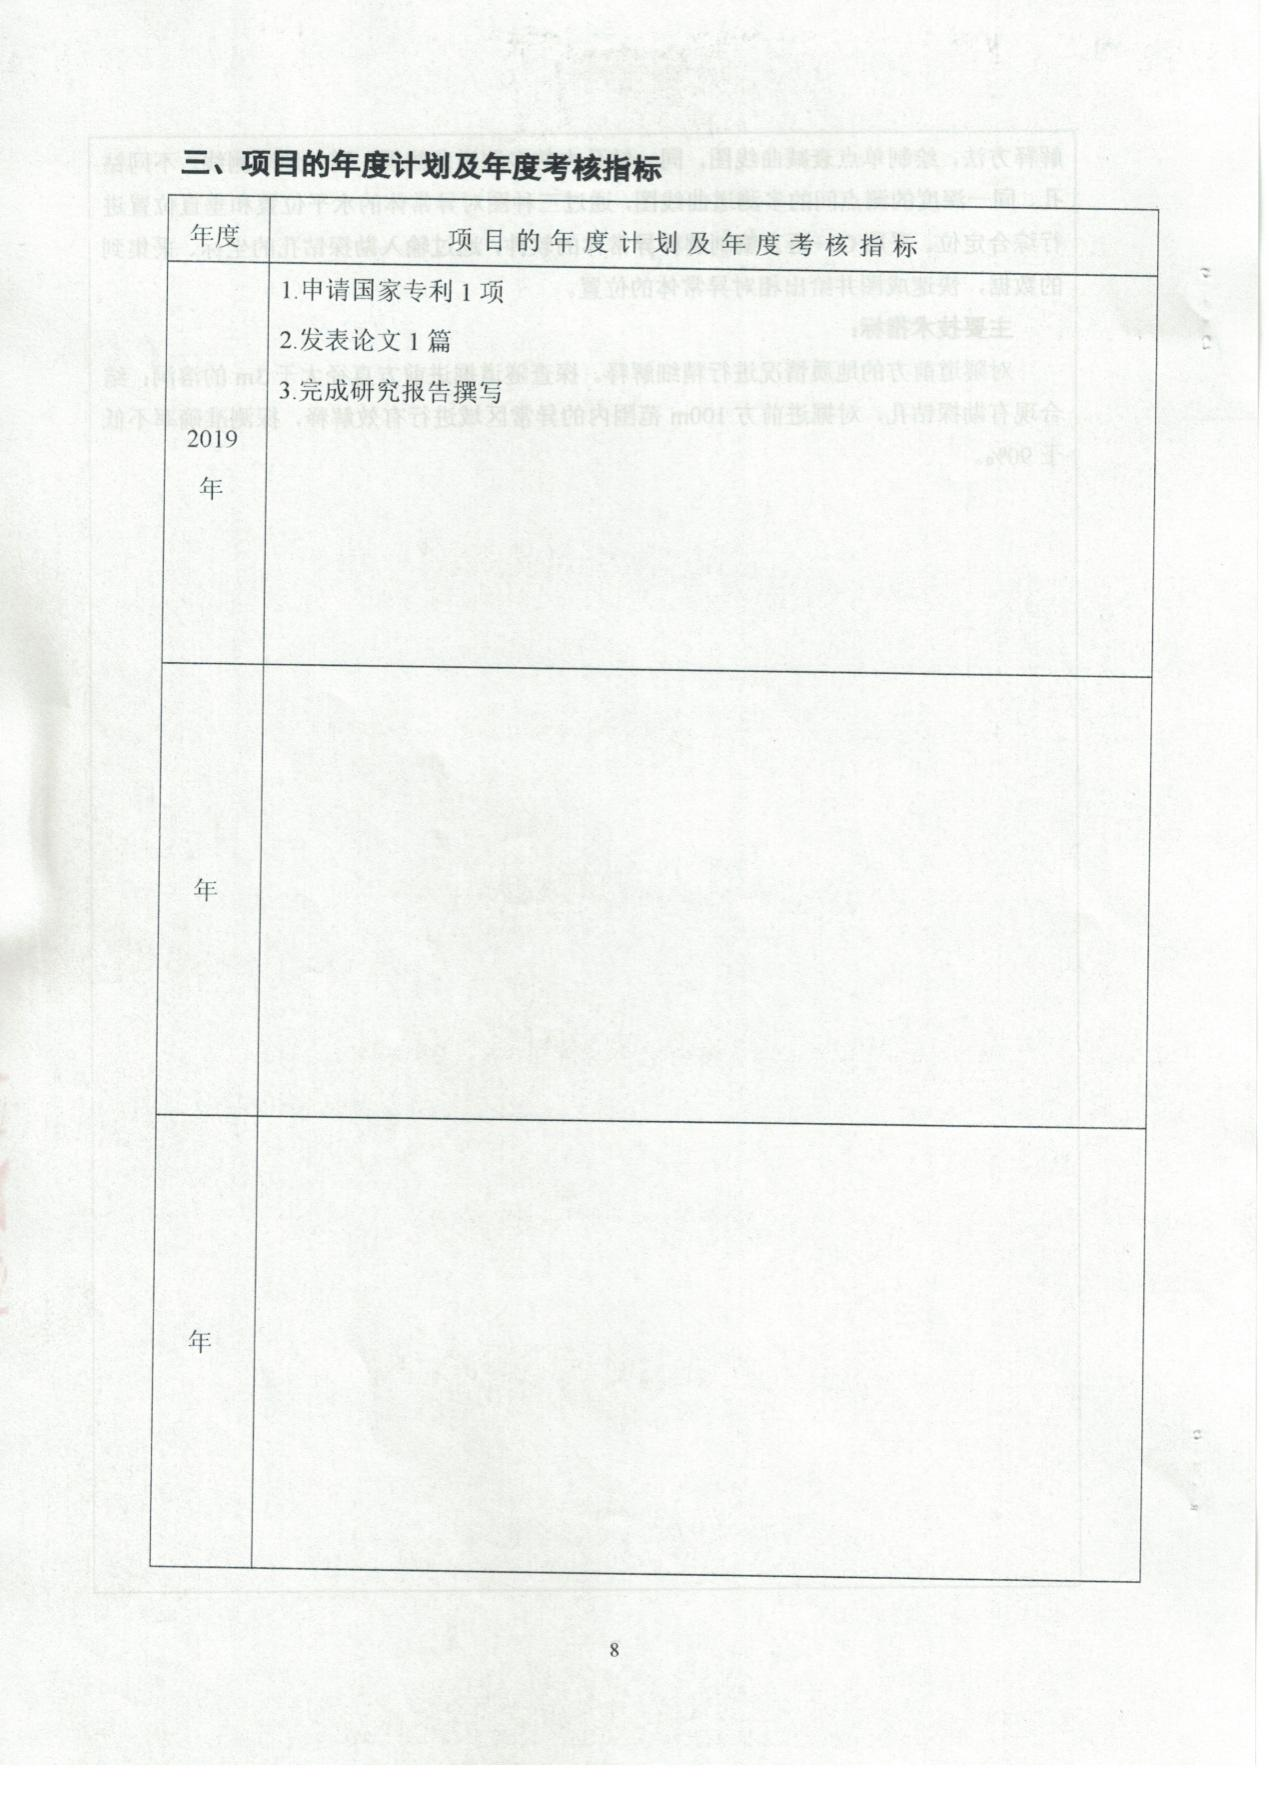 三、项目的年度计划及年度考核指标
年度
项目的年度计划及年度考核指标
1.申请国家专利1项
2.发表论文1篇
3.完成研究报告撰写
2019
年
年
年
8